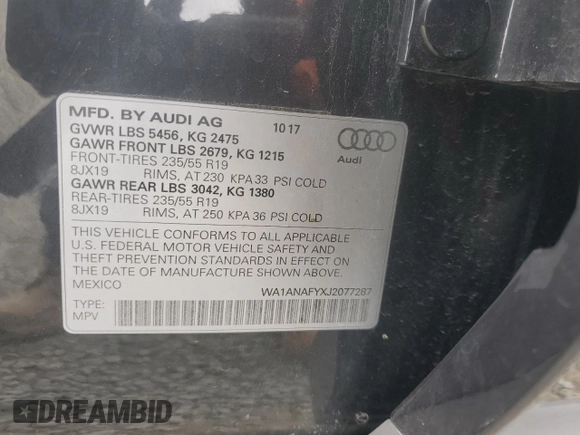 MFD. BY AUDI AG
10 17
GVWR LBS 5456, KG 2475
GAWR FRONT LBS 2679, KG 1215
FRONT-TIRES 235/55 R19
8JX19 RIMS, AT 230 KPA 33 PSI COLD
GAWR REAR LBS 3042, KG 1380
REAR-TIRES 235/55 R19
8JX19 RIMS, AT 250 KPA 36 PSI COLD
Audi
THIS VEHICLE CONFORMS TO ALL APPLICABLE
U.S. FEDERAL MOTOR VEHICLE SAFETY AND
THEFT PREVENTION STANDARDS IN EFFECT ON
THE DATE OF MANUFACTURE SHOWN ABOVE.
MEXICO
WA1ANAFYXJ2077287
TYPE:
MPV
DREAMBID